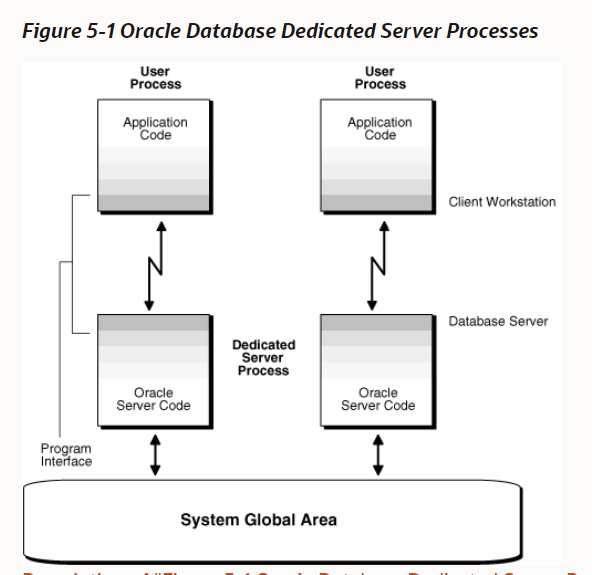 Figure 5-1 Oracle Database Dedicated Server Processes
User
Process
User
Process
Application
Code
Application
Code
Client Workstation
Database Server
Dedicated
Server
Process
Oracle
Server Code
Oracle
Server Code
Program
Interface
System Global Area